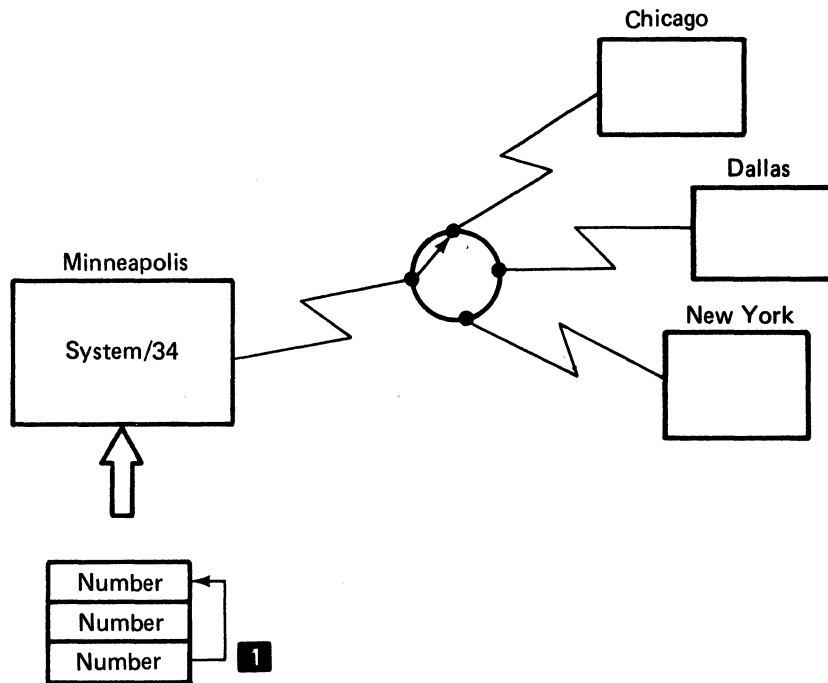 Chicago
Dallas
Minneapolis
New York
System/34
Number
Number
Number
1